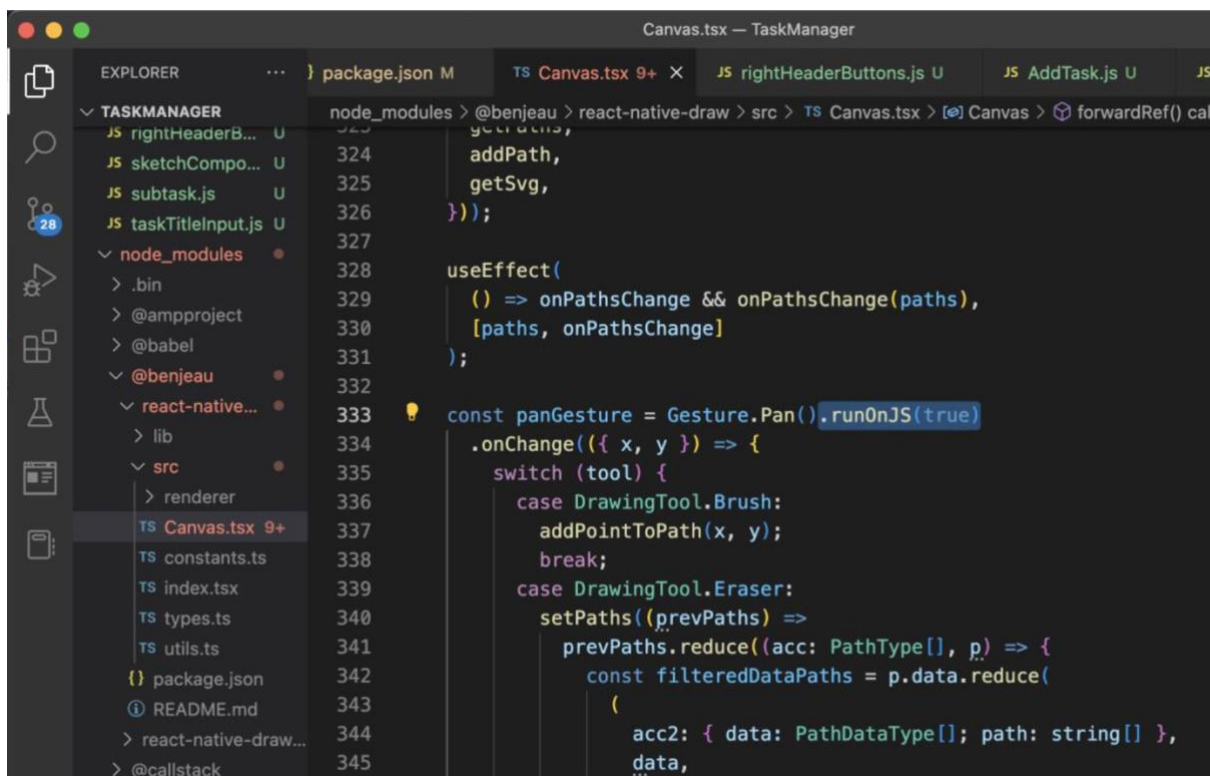 Canvas.tsx — TaskManager
EXPLORER
...
} package.json M
TS Canvas.tsx 9+ ×
JS rightHeaderButtons.js U
JS AddTask.js U
JS
TASKMANAGER
JS rightHeaderB... U
JS sketchCompo... U
JS subtask.js U
JS taskTitleInput.js U
node_modules
> .bin
> @ampproject
> @babel
@benjeau
react-native...
> lib
src
> renderer
TS Canvas.tsx 9+
TS constants.ts
TS index.tsx
TS types.ts
TS utils.ts
{} package.json
README.md
> react-native-draw...
> @callstack
28
node_modules > @benjeau > react-native-draw > src > TS Canvas.tsx > Canvas > forwardRef() cal
323 getPaths,
324 addPath,
325 getSvg,
326 }));
327
328 useEffect(
329 () => onPathsChange && onPathsChange(paths),
330 [paths, onPathsChange]
331 );
332
333 const panGesture = Gesture.Pan().runOnJS(true)
334 .onChange(({ x, y }) => {
335 switch (tool) {
336 case DrawingTool.Brush:
337 addPointToPath(x, y);
338 break;
339 case DrawingTool.Eraser:
340 setPaths((prevPaths) =>
341 prevPaths.reduce((acc: PathType[], p) => {
342 const filteredDataPaths = p.data.reduce(
343 (
344 acc2: { data: PathDataType[]; path: string[] },
345 data,